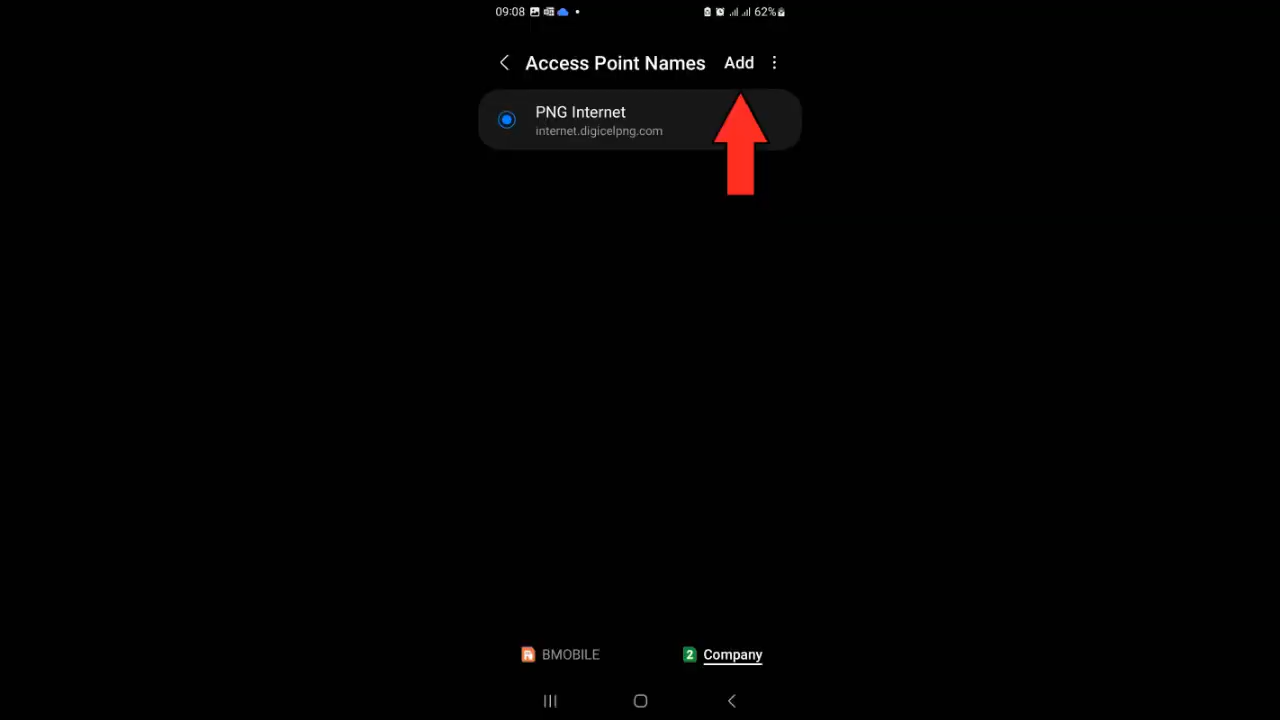 09:08 62%
Access Point Names Add
PNG Internet
internet.digicelpng.com
BMOBILE 2 Company